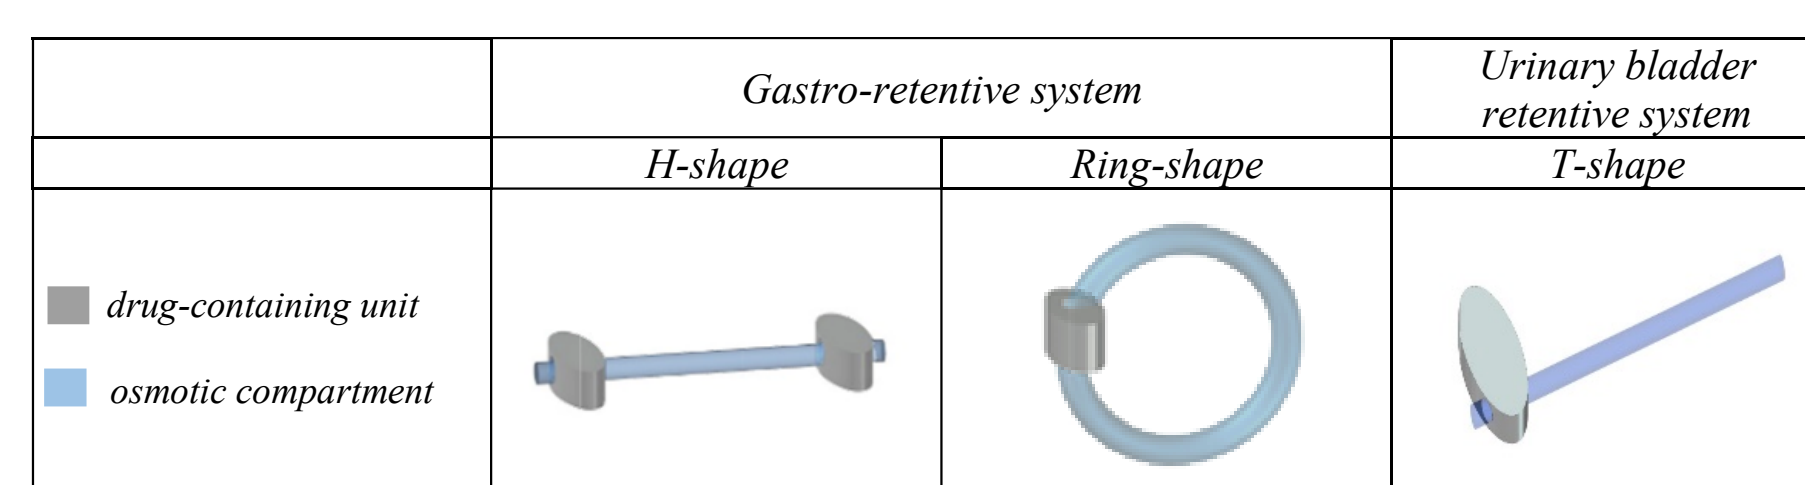 Gastro-retentive system
Urinary bladder
retentive system
H-shape
Ring-shape
T-shape
drug-containing unit
osmotic compartment